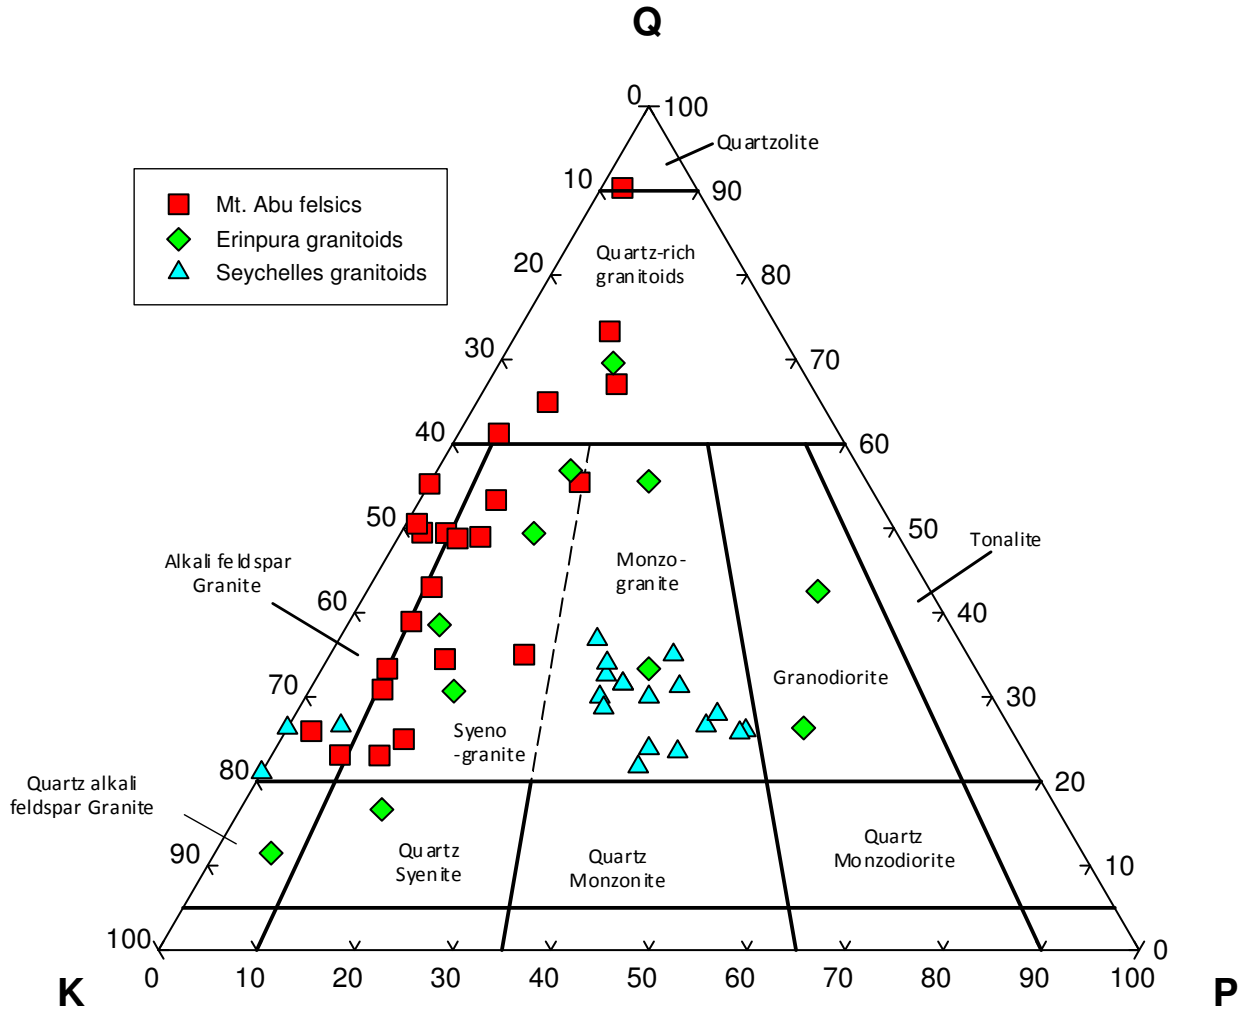 Q
0 100
Quartzolite
10 90
Mt. Abu felsics
Erinpura granitoids
Seychelles granitoids
Quartz-rich
granitoids
20 80
30 70
40 60
50 50
Tonalite
Alkali feldspar
Granite
Monzo-
granite
60 40
Granodiorite
70 30
Syeno
-granite
Quartz alkali
feldspar Granite
80 20
Quartz
Syenite
Quartz
Monzonite
Quartz
Monzodiorite
90 10
100 0
0 10 20 30 40 50 60 70 80 90 100
K P